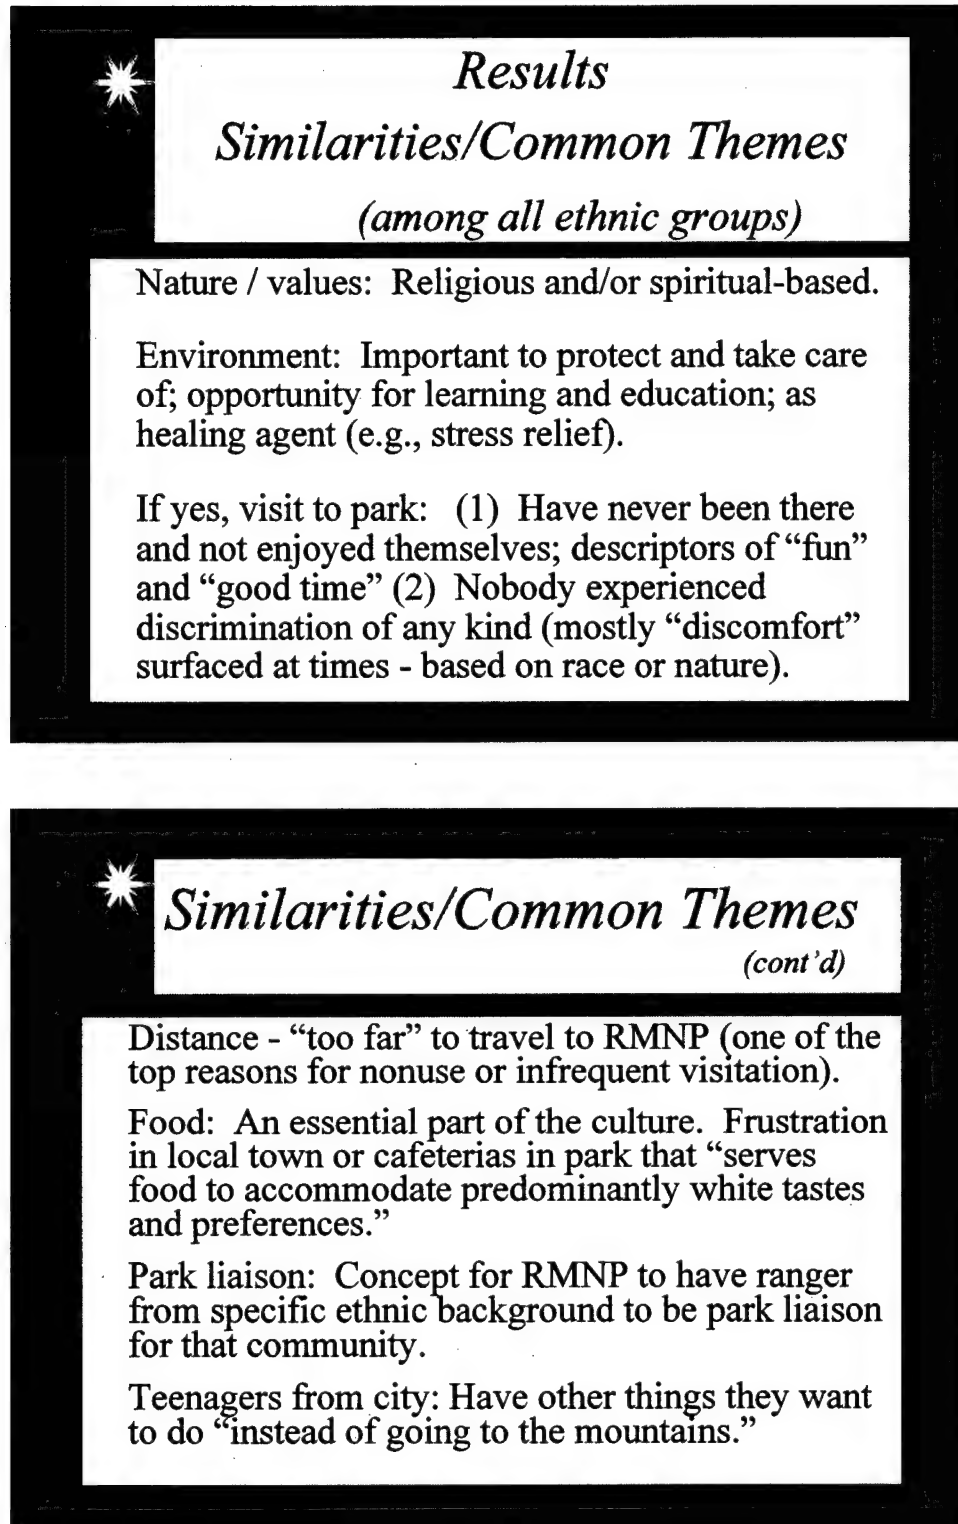 Results
Similarities/Common Themes
(among all ethnic groups)
Nature / values: Religious and/or spiritual-based.
Environment: Important to protect and take care
of; opportunity for learning and education; as
healing agent (e.g., stress relief).
If yes, visit to park: (1) Have never been there
and not enjoyed themselves; descriptors of “fun”
and “good time” (2) Nobody experienced
discrimination of any kind (mostly “discomfort”
surfaced at times - based on race or nature).
Similarities/Common Themes
(cont’d)
Distance - “too far” to travel to RMNP (one of the
top reasons for nonuse or infrequent visitation).
Food: An essential part of the culture. Frustration
in local town or cafeterias in park that “serves
food to accommodate predominantly white tastes
and preferences.”
Park liaison: Concept for RMNP to have ranger
from specific ethnic background to be park liaison
for that community.
Teenagers from city: Have other things they want
to do “instead of going to the mountains.”